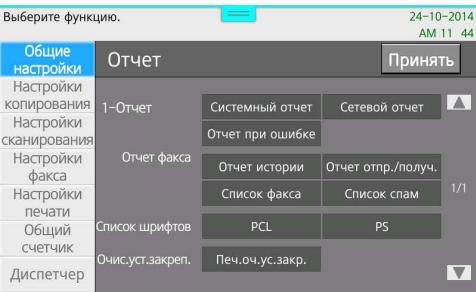 Выберите функцию.
24-10-2014
AM 11 44
Общие
настройки
Отчет
Принять
Настройки
копирования
Настройки
сканирования
Настройки
факса
Настройки
печати
Общий
счетчик
Диспетчер
1-Отчет
Системный отчет
Сетевой отчет
Отчет при ошибке
Отчет факса
Отчет истории
Отчет отпр./получ.
Список факса
Список спам
1/1
Список шрифтов
PCL
PS
Очис.уст.закреп.
Печ.оч.ус.закр.